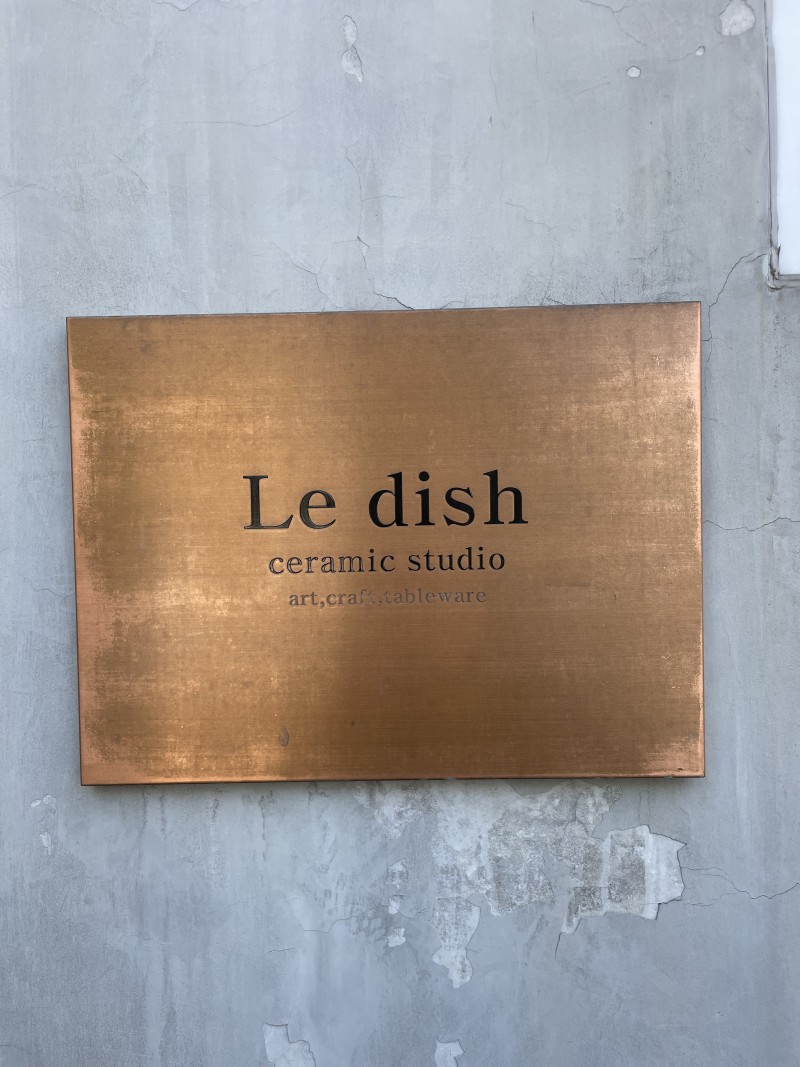 Le dish
ceramic studio
art,craft,tableware